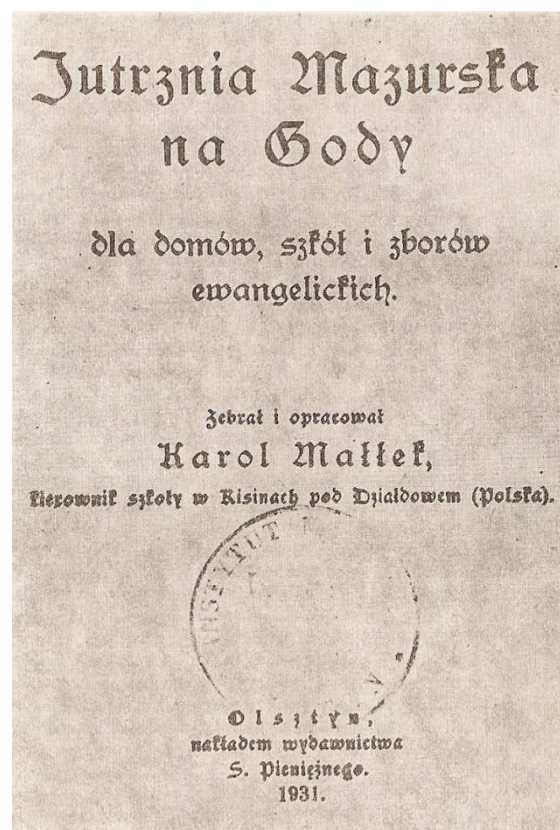 Jutrznia Mazurska
na Gody
dla domów, szkół i zborów
ewangelickich.
Zebrał i opracował
Karol Małłek,
kierownik szkoły w Kisinach pod Działdowem (Polska).
INSTYTUT
Olsztyn,
nakładem wydawnictwa
S. Pieniężnego.
1931.